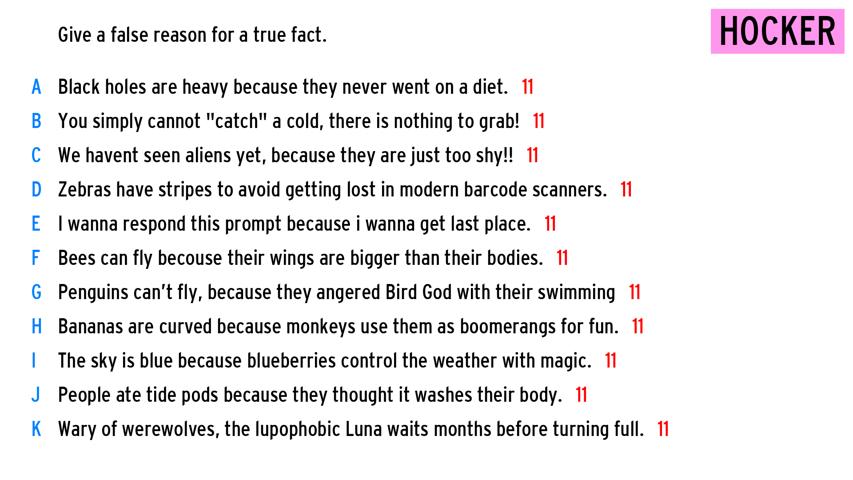 Give a false reason for a true fact.
HOCKER
A Black holes are heavy because they never went on a diet. 11
B You simply cannot "catch" a cold, there is nothing to grab! 11
C We havent seen aliens yet, because they are just too shy!! 11
D Zebras have stripes to avoid getting lost in modern barcode scanners. 11
E I wanna respond this prompt because i wanna get last place. 11
F Bees can fly becouse their wings are bigger than their bodies. 11
G Penguins can't fly, because they angered Bird God with their swimming 11
H Bananas are curved because monkeys use them as boomerangs for fun. 11
I The sky is blue because blueberries control the weather with magic. 11
J People ate tide pods because they thought it washes their body. 11
K Wary of werewolves, the lupophobic Luna waits months before turning full. 11